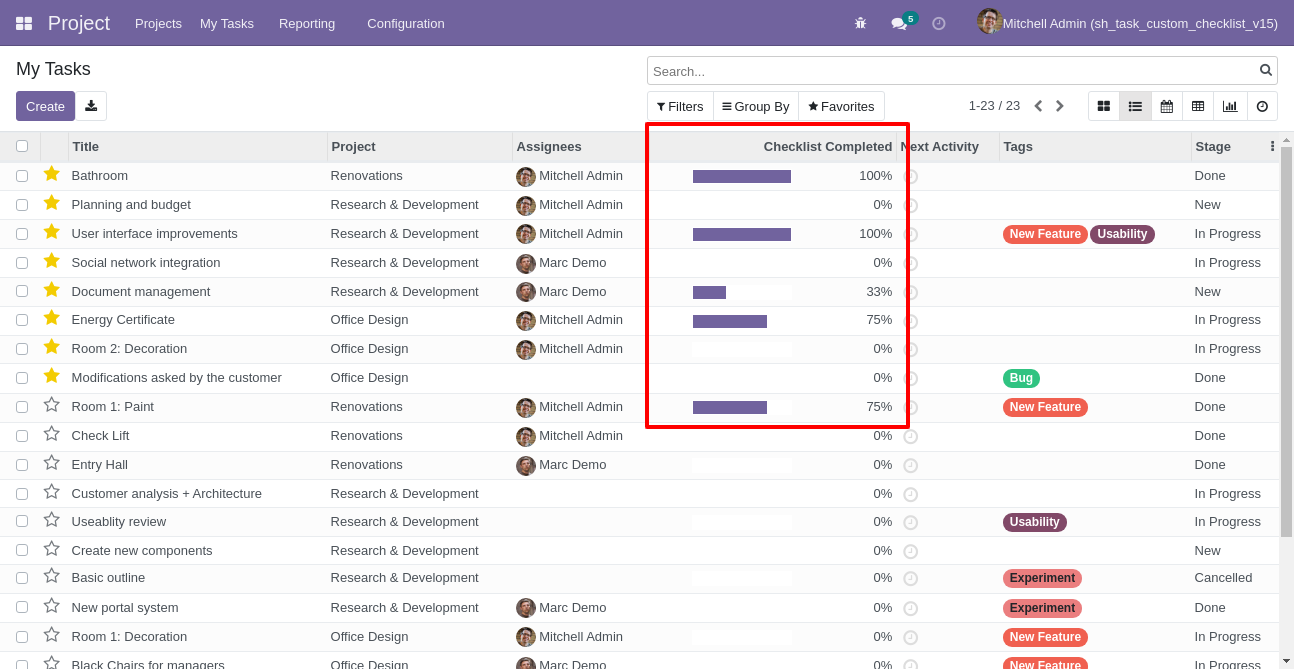 Project Projects My Tasks Reporting Configuration 5 Mitchell Admin (sh_task_custom_checklist_v15)
My Tasks Search...
Create Filters Group By Favorites 1-23 / 23
Title Project Assignees Checklist Completed Next Activity Tags Stage
Bathroom Renovations Mitchell Admin 100% Done
Planning and budget Research & Development Mitchell Admin 0% New
User interface improvements Research & Development Mitchell Admin 100% New Feature Usability In Progress
Social network integration Research & Development Marc Demo 0% In Progress
Document management Research & Development Marc Demo 33% New
Energy Certificate Office Design Mitchell Admin 75% In Progress
Room 2: Decoration Office Design Mitchell Admin 0% In Progress
Modifications asked by the customer Office Design 0% Bug Done
Room 1: Paint Renovations Mitchell Admin 75% New Feature Done
Check Lift Renovations Mitchell Admin 0% Done
Entry Hall Renovations Marc Demo 0% Done
Customer analysis + Architecture Research & Development 0% In Progress
Useablity review Research & Development 0% Usability In Progress
Create new components Research & Development 0% New
Basic outline Research & Development 0% Experiment Cancelled
New portal system Research & Development Marc Demo 0% Experiment Done
Room 1: Decoration Office Design Mitchell Admin 0% New Feature In Progress
Black Chairs for managers Office Design Marc Demo 0% New Feature In Progress